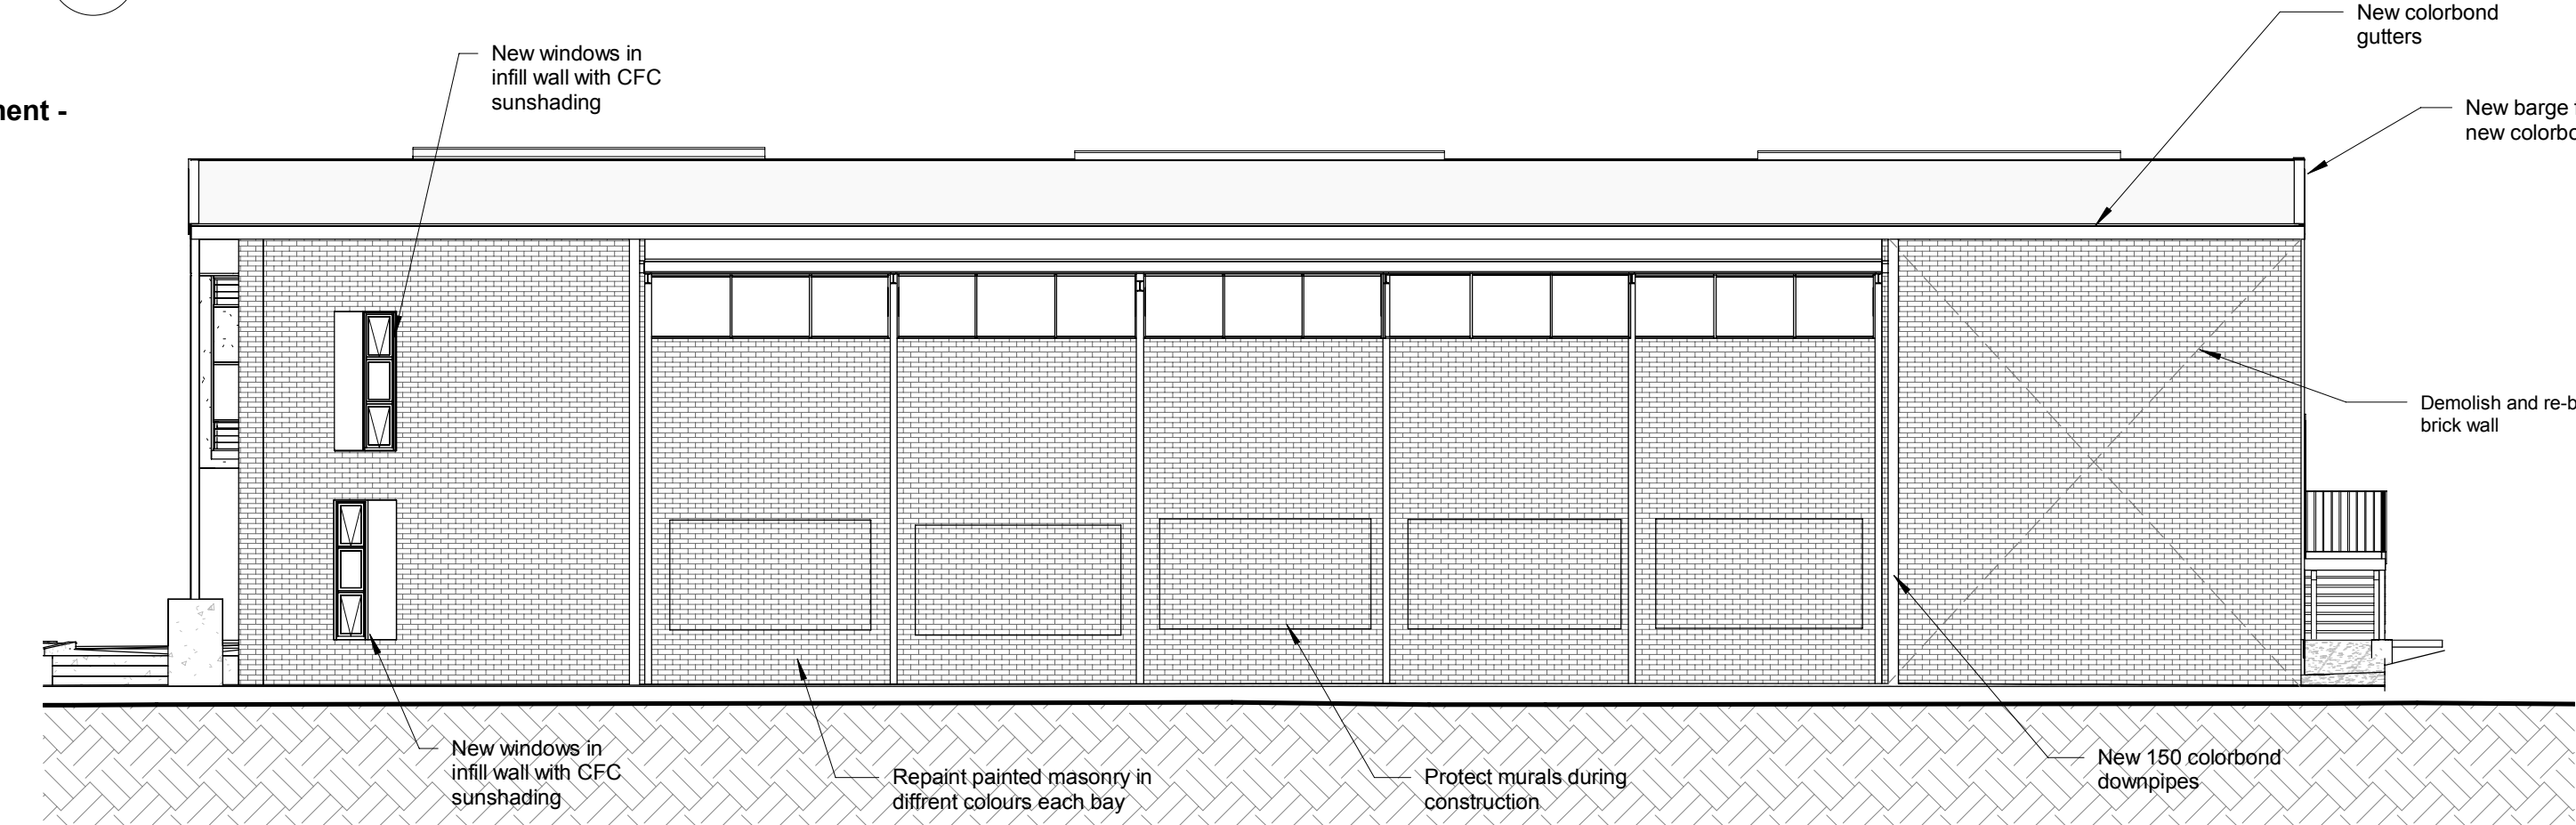 New colorbond
gutters
New windows in
infill wall with CFC
sunshading
ment -
New barge
new colorbo
Demolish and re-b
brick wall
New windows in
infill wall with CFC
sunshading
Repaint painted masonry in
diffrent colours each bay
Protect murals during
construction
New 150 colorbond
downpipes